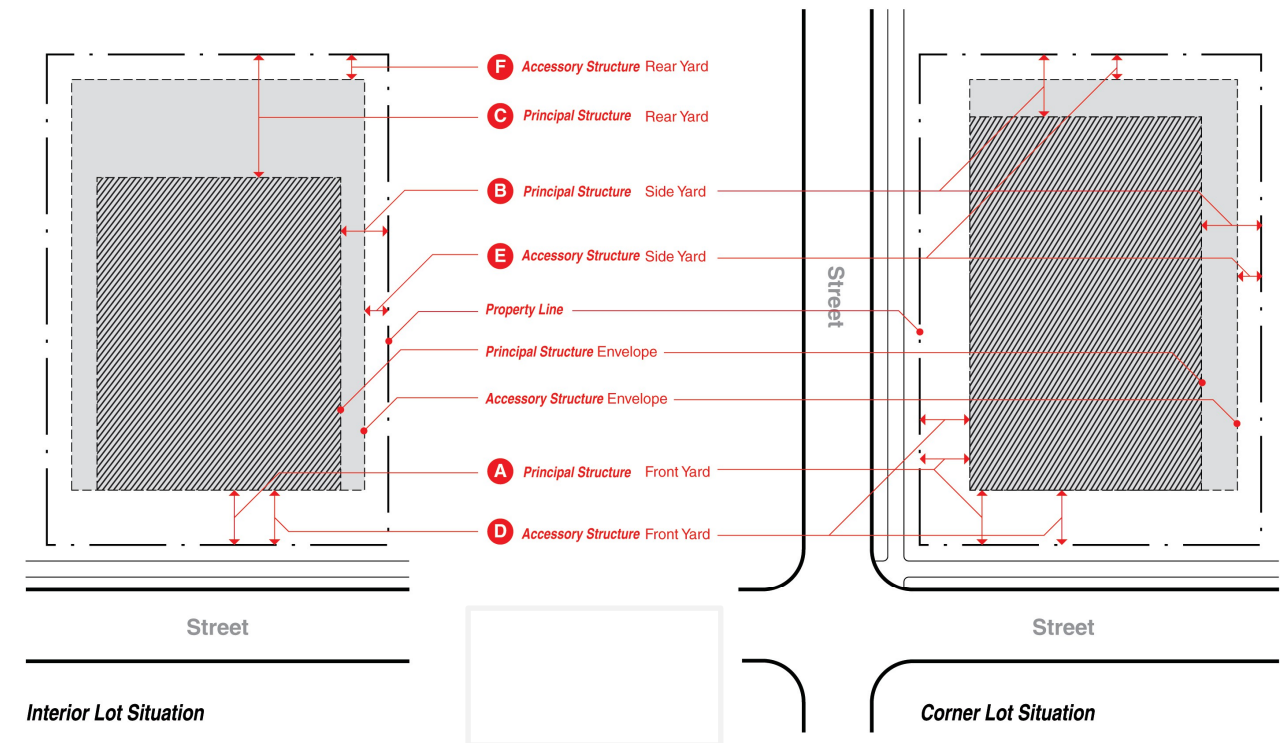 F Accessory Structure Rear Yard
C Principal Structure Rear Yard
B Principal Structure Side Yard
E Accessory Structure Side Yard
Street
Property Line
Principal Structure Envelope
Accessory Structure Envelope
A Principal Structure Front Yard
D Accessory Structure Front Yard
Street
Street
Interior Lot Situation
Corner Lot Situation